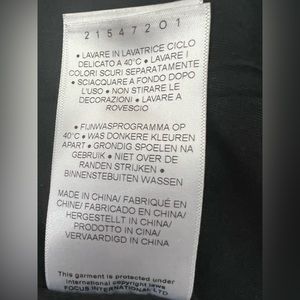 21547201
• LAVARE IN LAVATRICE CICLO
DELICATO A 40°C • LAVARE I
COLORI SCURI SEPARATAMENTE
• SCIACQUARE A FONDO DOPO
L'USO • NON STIRARE LE
DECORAZIONI • LAVARE A
ROVESCIO
• FIJNWASPROGRAMMA OP
40°C • WAS DONKERE KLEUREN
APART • GRONDIG SPOELEN NA
GEBRUIK • NIET OVER DE
RANDEN STRIJKEN •
BINNENSTEBUITEN WASSEN
MADE IN CHINA/ FABRIQUÉ EN
CHINE/ FABRICADO EN CHINA/
HERGESTELLT IN CHINA/
PRODOTTO IN CINA/
VERVAARDIGD IN CHINA
This garment is protected under
international copyright laws
FOCUS INTERNATIONAL LTD